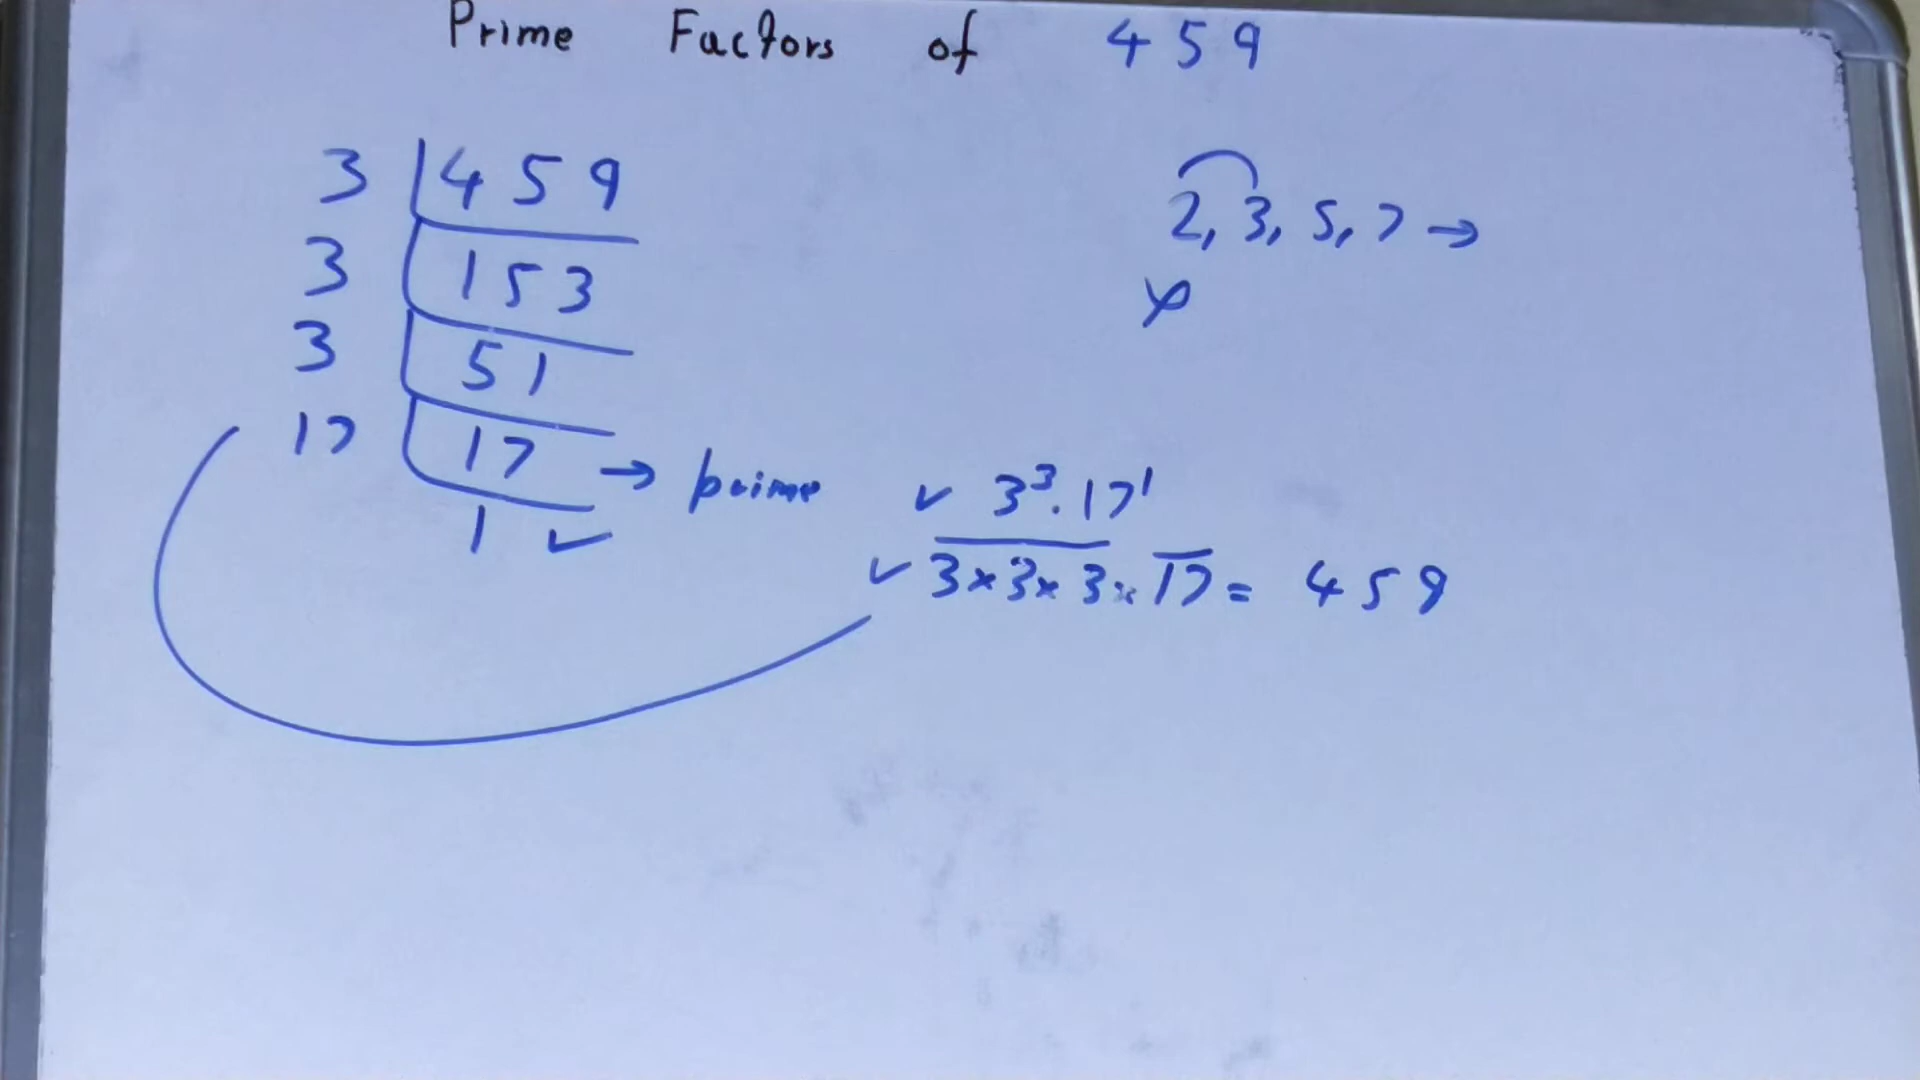 Prime Factors of 459
3 | 459
3 | 153
3 | 51
17 | 17 → prime
1 ✓
2, 3, 5, 7 →
✓ 3³ . 17¹
✓ 3 × 3 × 3 × 17 = 459